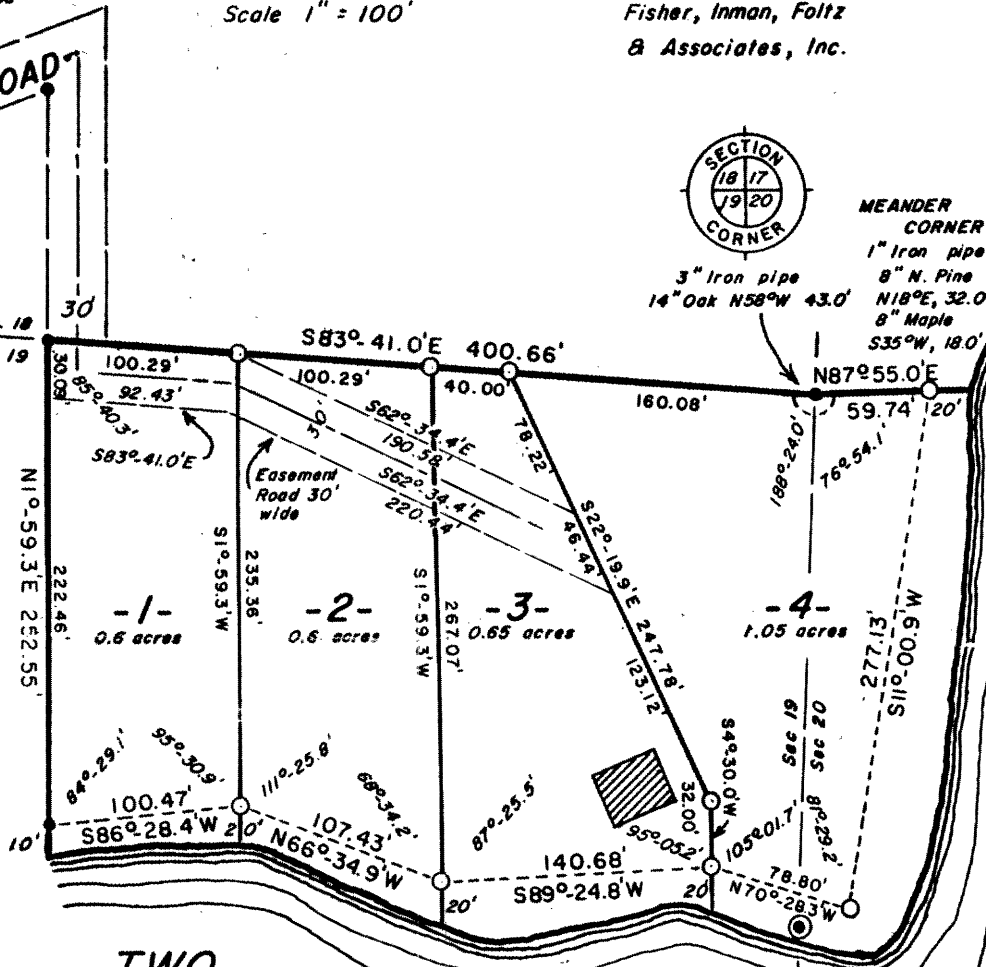 Scale 1" = 100'
Fisher, Inman, Foltz
& Associates, Inc.
OAD
SECTION
18 17
19 20
CORNER
MEANDER
CORNER
1" Iron pipe
8" N. Pine
N18°E, 32.0
8" Maple
S35°W, 18.0'
3" Iron pipe
14" Oak N58°W 43.0'
30'
18
19
S83°-41.0'E 400.66'
N87°55.0'E
100.29'
100.29'
40.00'
160.08'
59.74'
20'
30.09'
92.43'
85°-40.3'
S83°-41.0'E
30'
S62°-34.4'E
190.58'
S62°-34.4'E
220.44'
Easement
Road 30'
wide
78.22'
46.44'
S22°-19.9'E 247.78'
123.12'
188°-24.0'
76°-54.1'
N1°-59.3'E 252.55'
222.46'
S1°-59.3'W
235.36'
S1°-59.3'W
267.07'
-1-
0.6 acres
-2-
0.6 acres
-3-
0.65 acres
-4-
1.05 acres
277.13'
S11°-00.9'W
Sec 19
Sec 20
S4°-30.0'W
32.00'
84°-29.1'
95°-30.9'
111°-25.8'
68°-34.2'
87°-25.5'
95°-05.2'
105°-01.7'
81°-29.2'
100.47'
S86°-28.4'W
20'
107.43'
N66°-34.9'W
140.68'
S89°-24.8'W
78.80'
N70°-28.3'W
10'
20'
20'
TWO